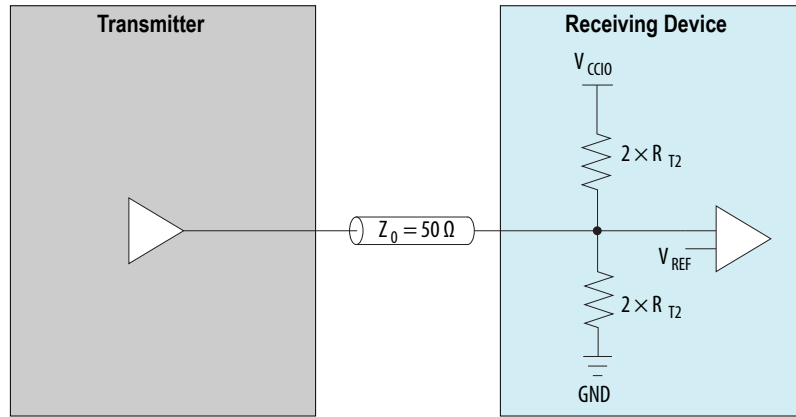 Transmitter
Receiving Device
V CCIO
2 × R T2
Z 0 = 50 Ω
V REF
2 × R T2
GND